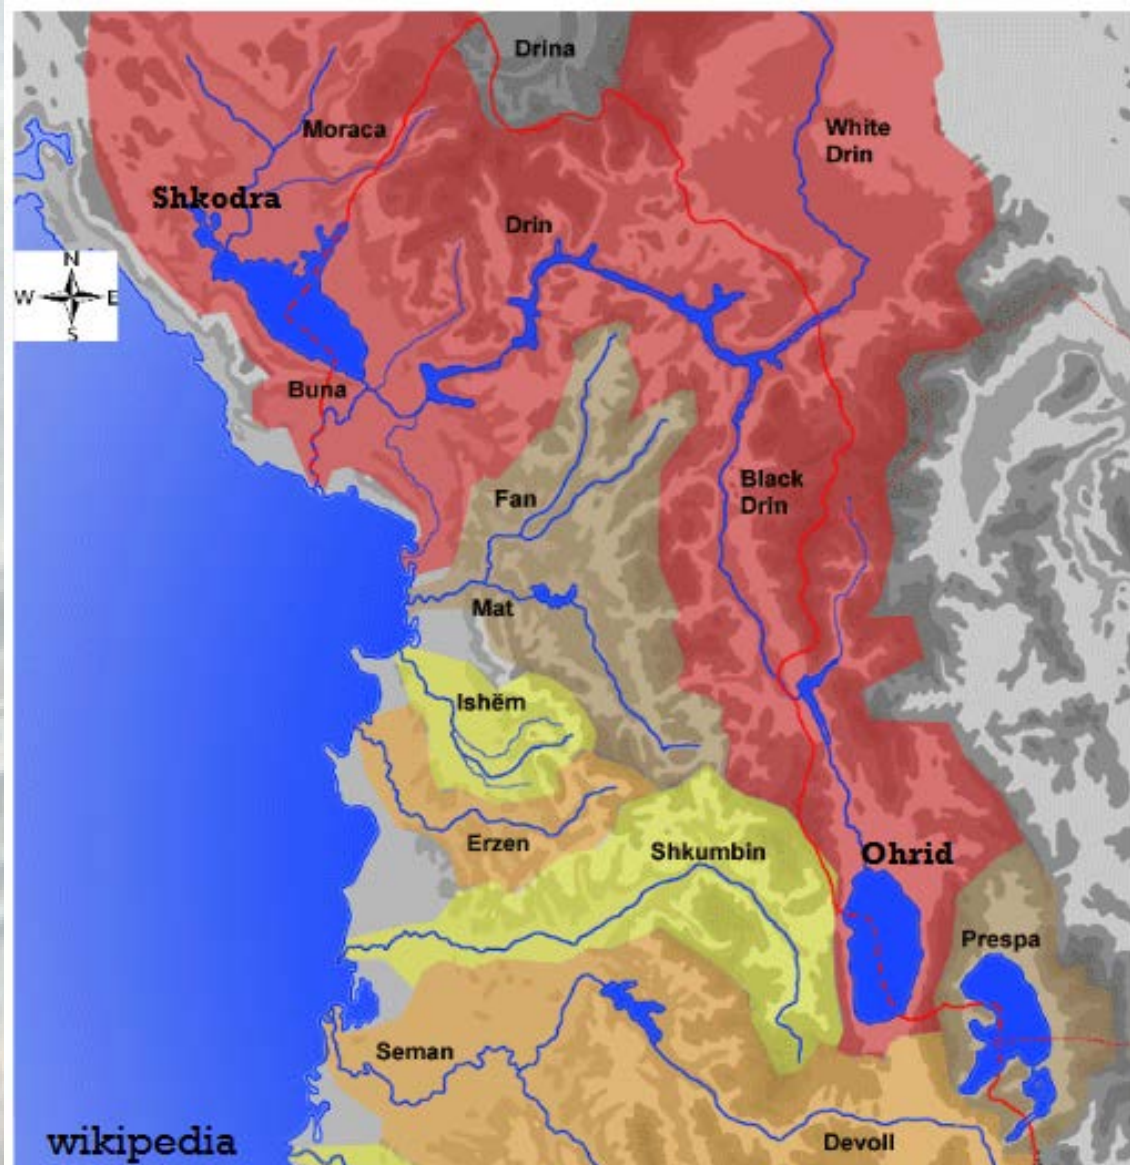 Drina
Moraca
White
Drin
Shkodra
Drin
N
W E
S
Buna
Fan
Black
Drin
Mat
Ishëm
Erzen
Shkumbin
Ohrid
Prespa
Seman
Devoll
wikipedia